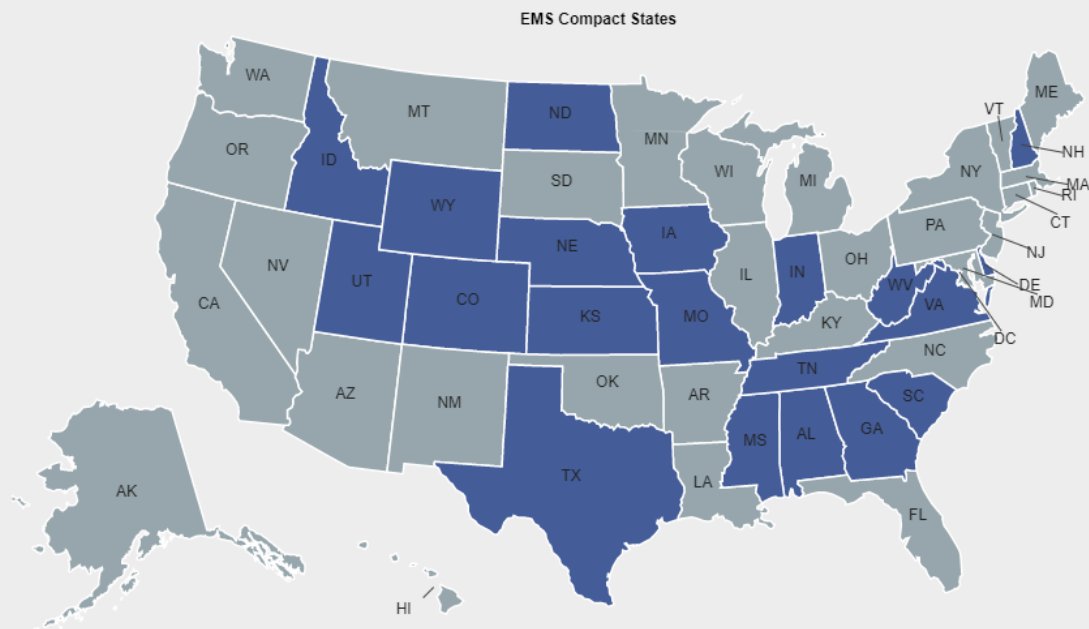 EMS Compact States
WA
MT
ND
MN
ME
VT
NH
OR
ID
SD
WI
MI
NY
MA
RI
CT
WY
IA
PA
NJ
NE
NV
UT
CO
IL
IN
OH
DE
MD
WV
VA
DC
CA
KS
MO
KY
NC
TN
AZ
NM
OK
AR
SC
MS
AL
GA
TX
LA
AK
FL
HI